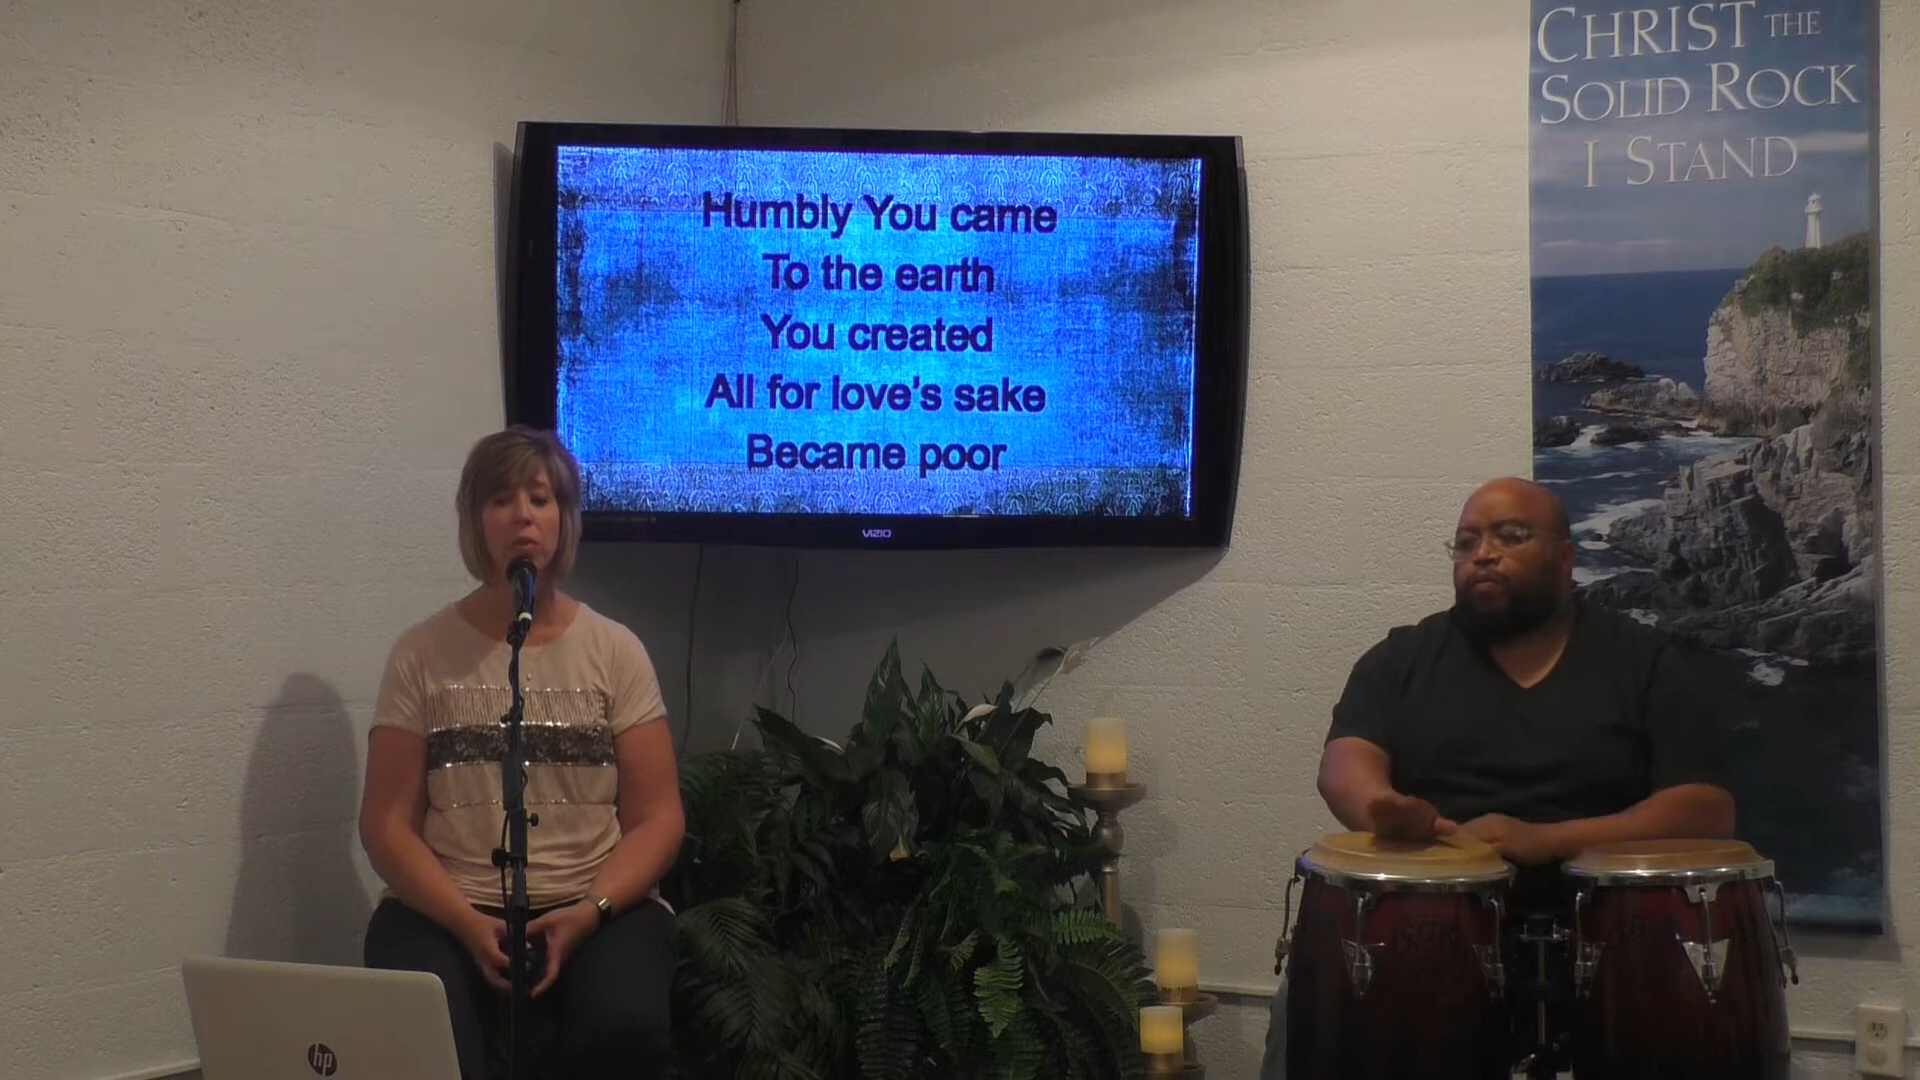 Humbly You came
To the earth
You created
All for love's sake
Became poor
VIZIO
CHRIST THE
SOLID ROCK
I STAND
hp